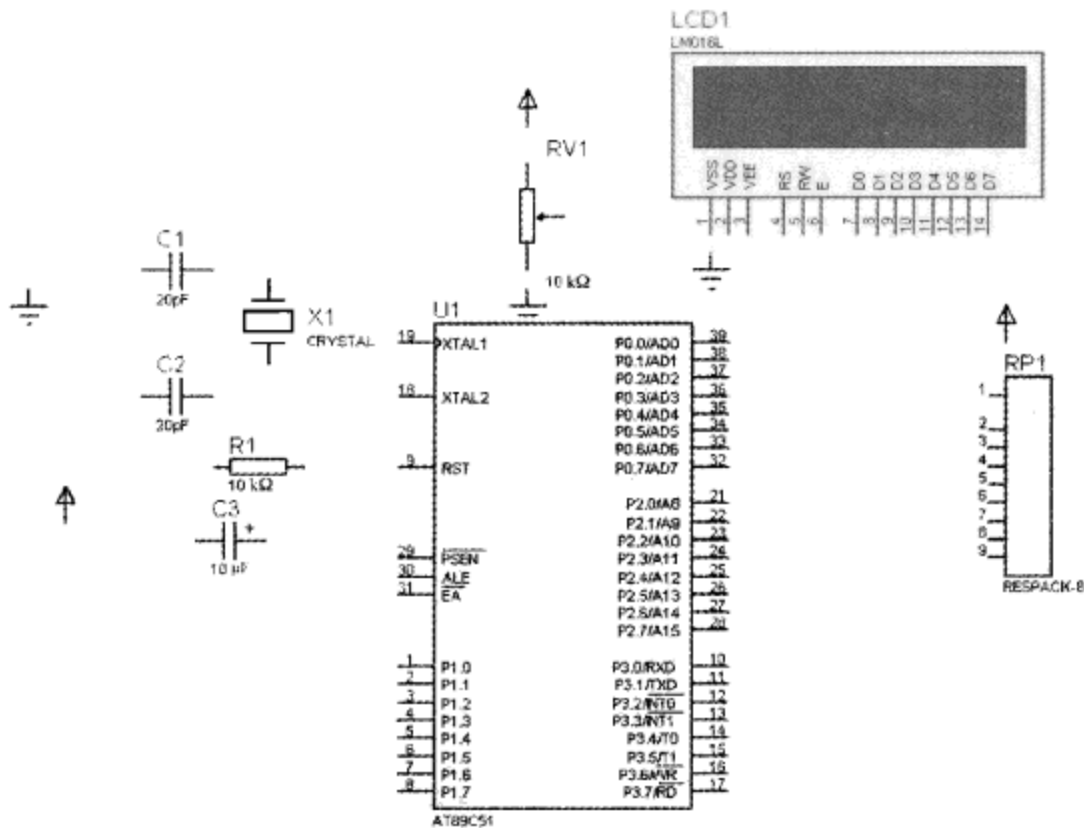 LCD1
LM016L
VSS
VDD
VEE
RS
RW
E
D0
D1
D2
D3
D4
D5
D6
D7
1
2
3
4
5
6
7
8
9
10
11
12
13
14
RV1
10 kΩ
C1
20pF
X1
CRYSTAL
C2
20pF
R1
10 kΩ
C3
+
10 μF
U1
19 XTAL1
18 XTAL2
9 RST
29 PSEN
30 ALE
31 EA
1 P1.0
2 P1.1
3 P1.2
4 P1.3
5 P1.4
6 P1.5
7 P1.6
8 P1.7
P0.0/AD0 39
P0.1/AD1 38
P0.2/AD2 37
P0.3/AD3 36
P0.4/AD4 35
P0.5/AD5 34
P0.6/AD6 33
P0.7/AD7 32
P2.0/A8 21
P2.1/A9 22
P2.2/A10 23
P2.3/A11 24
P2.4/A12 25
P2.5/A13 26
P2.6/A14 27
P2.7/A15 28
P3.0/RXD 10
P3.1/TXD 11
P3.2/INT0 12
P3.3/INT1 13
P3.4/T0 14
P3.5/T1 15
P3.6/WR 16
P3.7/RD 17
AT89C51
RP1
1
2
3
4
5
6
7
8
9
RESPACK-8